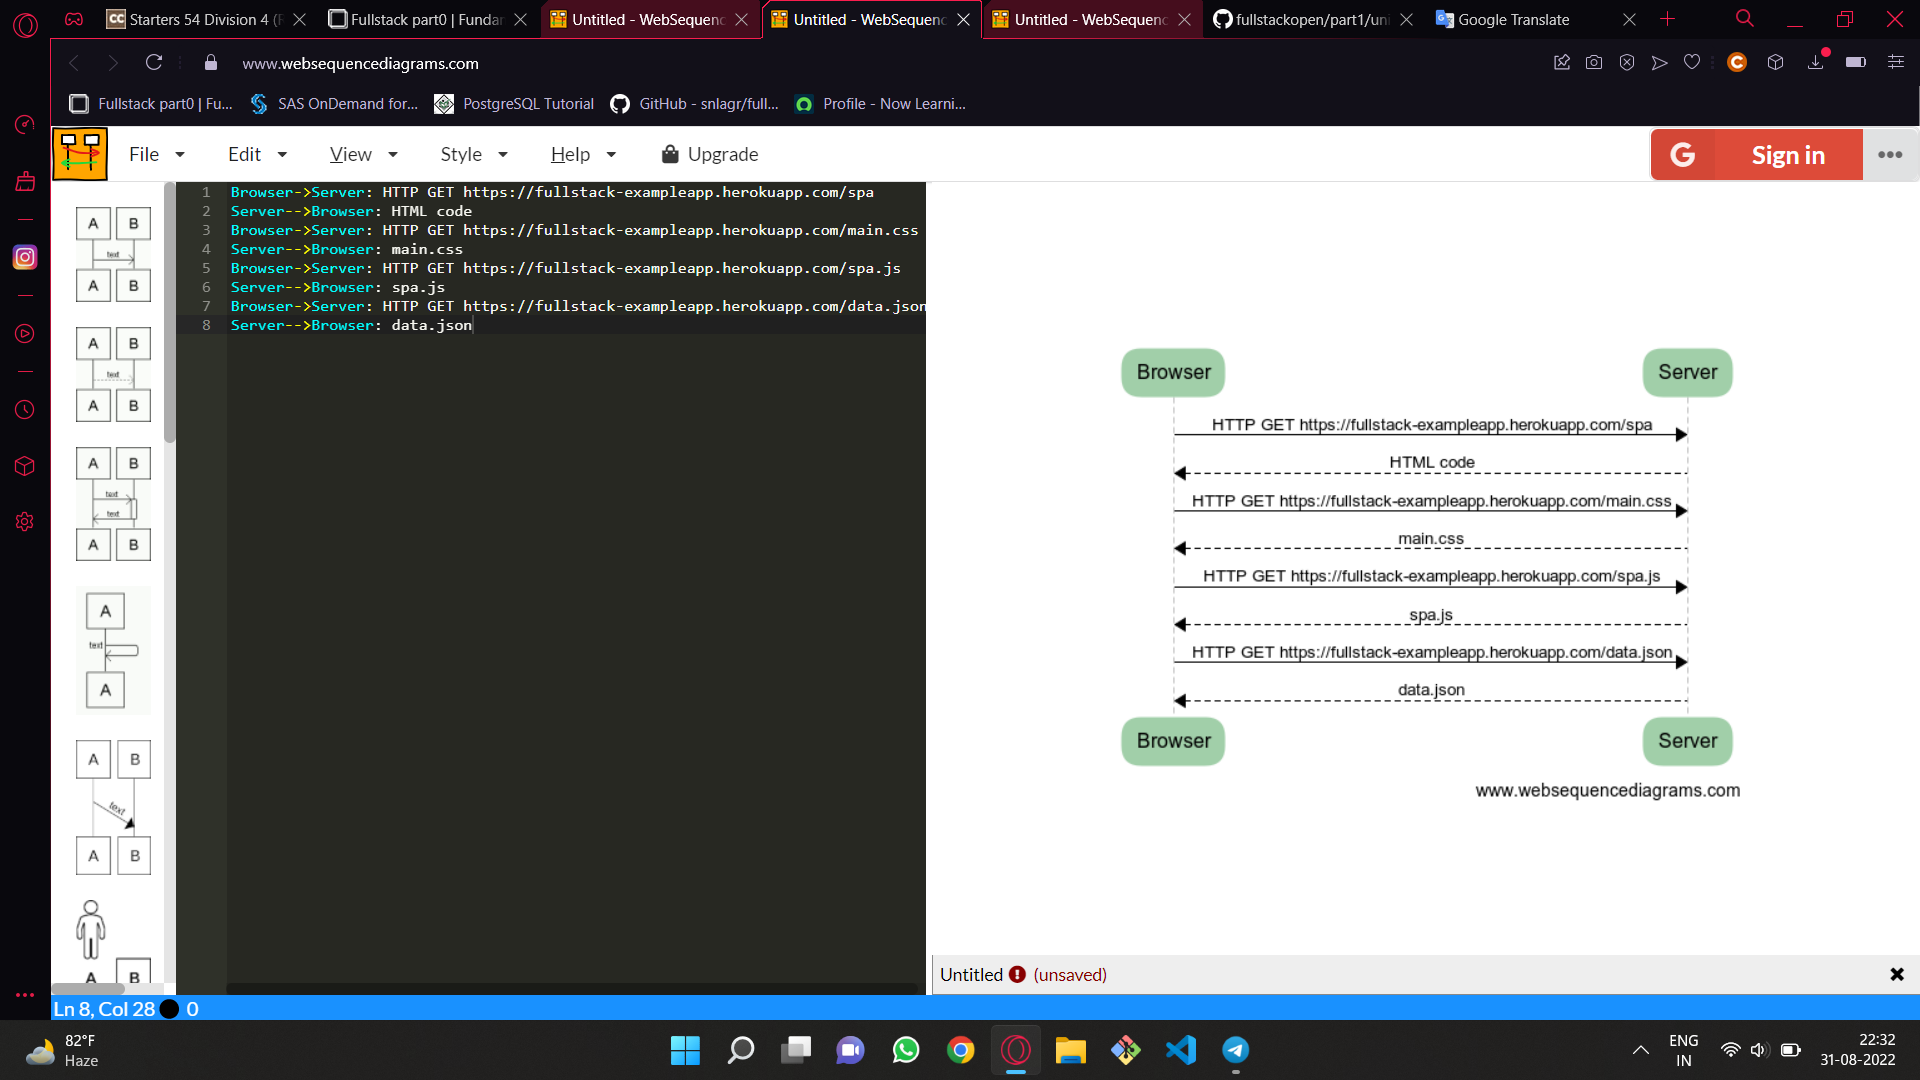 Starters 54 Division 4 (R
Fullstack part0 | Fundar
Untitled - WebSequenc
Untitled - WebSequenc
Untitled - WebSequenc
fullstackopen/part1/uni
Google Translate
www.websequencediagrams.com
Fullstack part0 | Fu...
SAS OnDemand for...
PostgreSQL Tutorial
GitHub - snlagr/full...
Profile - Now Learni...
File
Edit
View
Style
Help
Upgrade
G
Sign in
1 Browser->Server: HTTP GET https://fullstack-exampleapp.herokuapp.com/spa
2 Server-->Browser: HTML code
3 Browser->Server: HTTP GET https://fullstack-exampleapp.herokuapp.com/main.css
4 Server-->Browser: main.css
5 Browser->Server: HTTP GET https://fullstack-exampleapp.herokuapp.com/spa.js
6 Server-->Browser: spa.js
7 Browser->Server: HTTP GET https://fullstack-exampleapp.herokuapp.com/data.json
8 Server-->Browser: data.json
A B
text
A B
A B
text
A B
A B
text
text
A B
A
text
A
A B
text
A B
A B
Browser Server
HTTP GET https://fullstack-exampleapp.herokuapp.com/spa
HTML code
HTTP GET https://fullstack-exampleapp.herokuapp.com/main.css
main.css
HTTP GET https://fullstack-exampleapp.herokuapp.com/spa.js
spa.js
HTTP GET https://fullstack-exampleapp.herokuapp.com/data.json
data.json
Browser Server
www.websequencediagrams.com
Untitled (unsaved)
Ln 8, Col 28 0
82°F
Haze
ENG
IN
22:32
31-08-2022